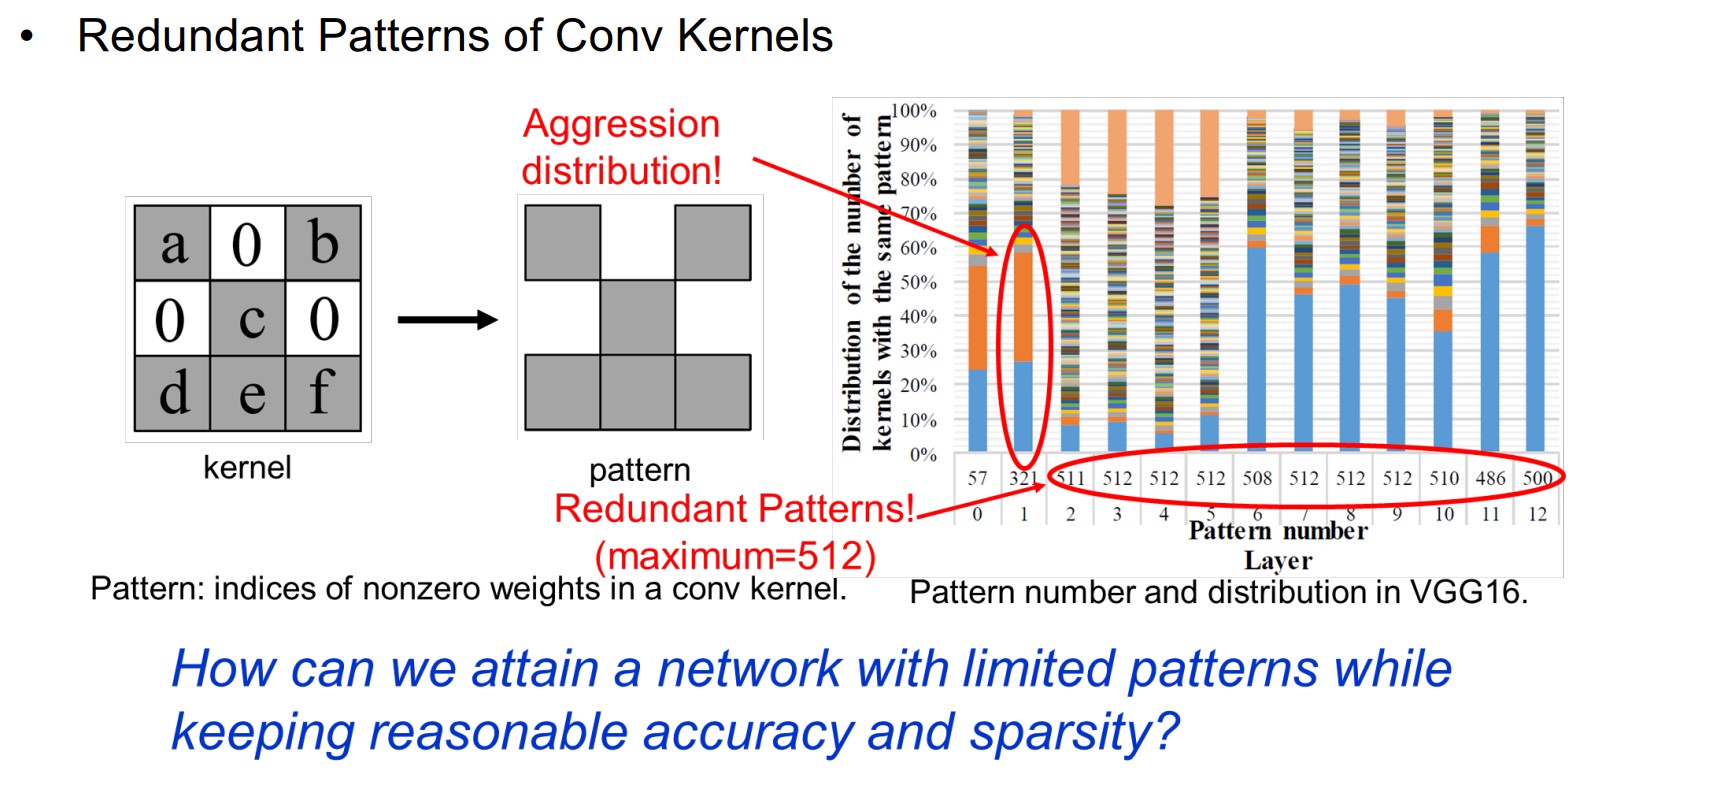 • Redundant Patterns of Conv Kernels
Aggression
distribution!
a 0 b
0 c 0
d e f
kernel
pattern
Redundant Patterns!
(maximum=512)
Pattern: indices of nonzero weights in a conv kernel.
Distribution of the number of
kernels with the same pattern
100%
90%
80%
70%
60%
50%
40%
30%
20%
10%
0%
57 321 511 512 512 512 508 512 512 512 510 486 500
0 1 2 3 4 5 6 7 8 9 10 11 12
Pattern number
Layer
Pattern number and distribution in VGG16.
How can we attain a network with limited patterns while
keeping reasonable accuracy and sparsity?